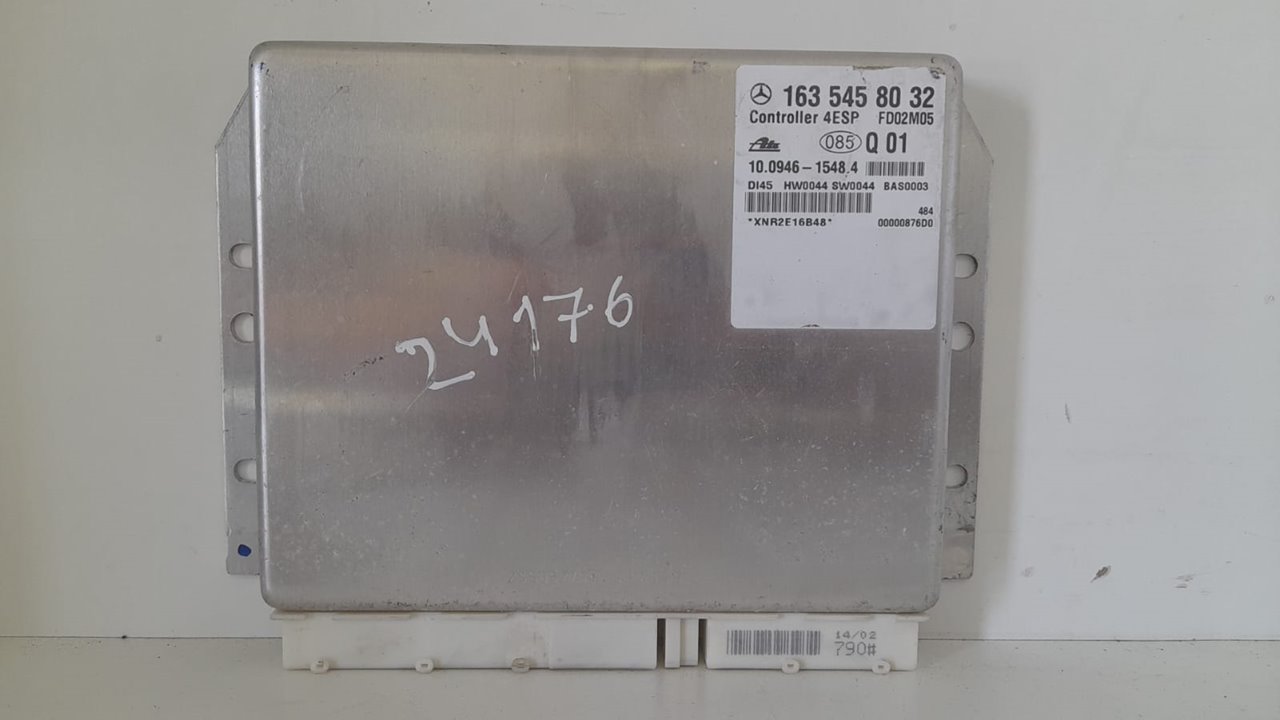 163 545 80 32
Controller 4ESP FD02M05
Ate 085 Q 01
10.0946-1548.4
DI45 HW0044 SW0044 BAS0003
484
*XNR2E16B48* 00000876D0
24176
14/02
790#